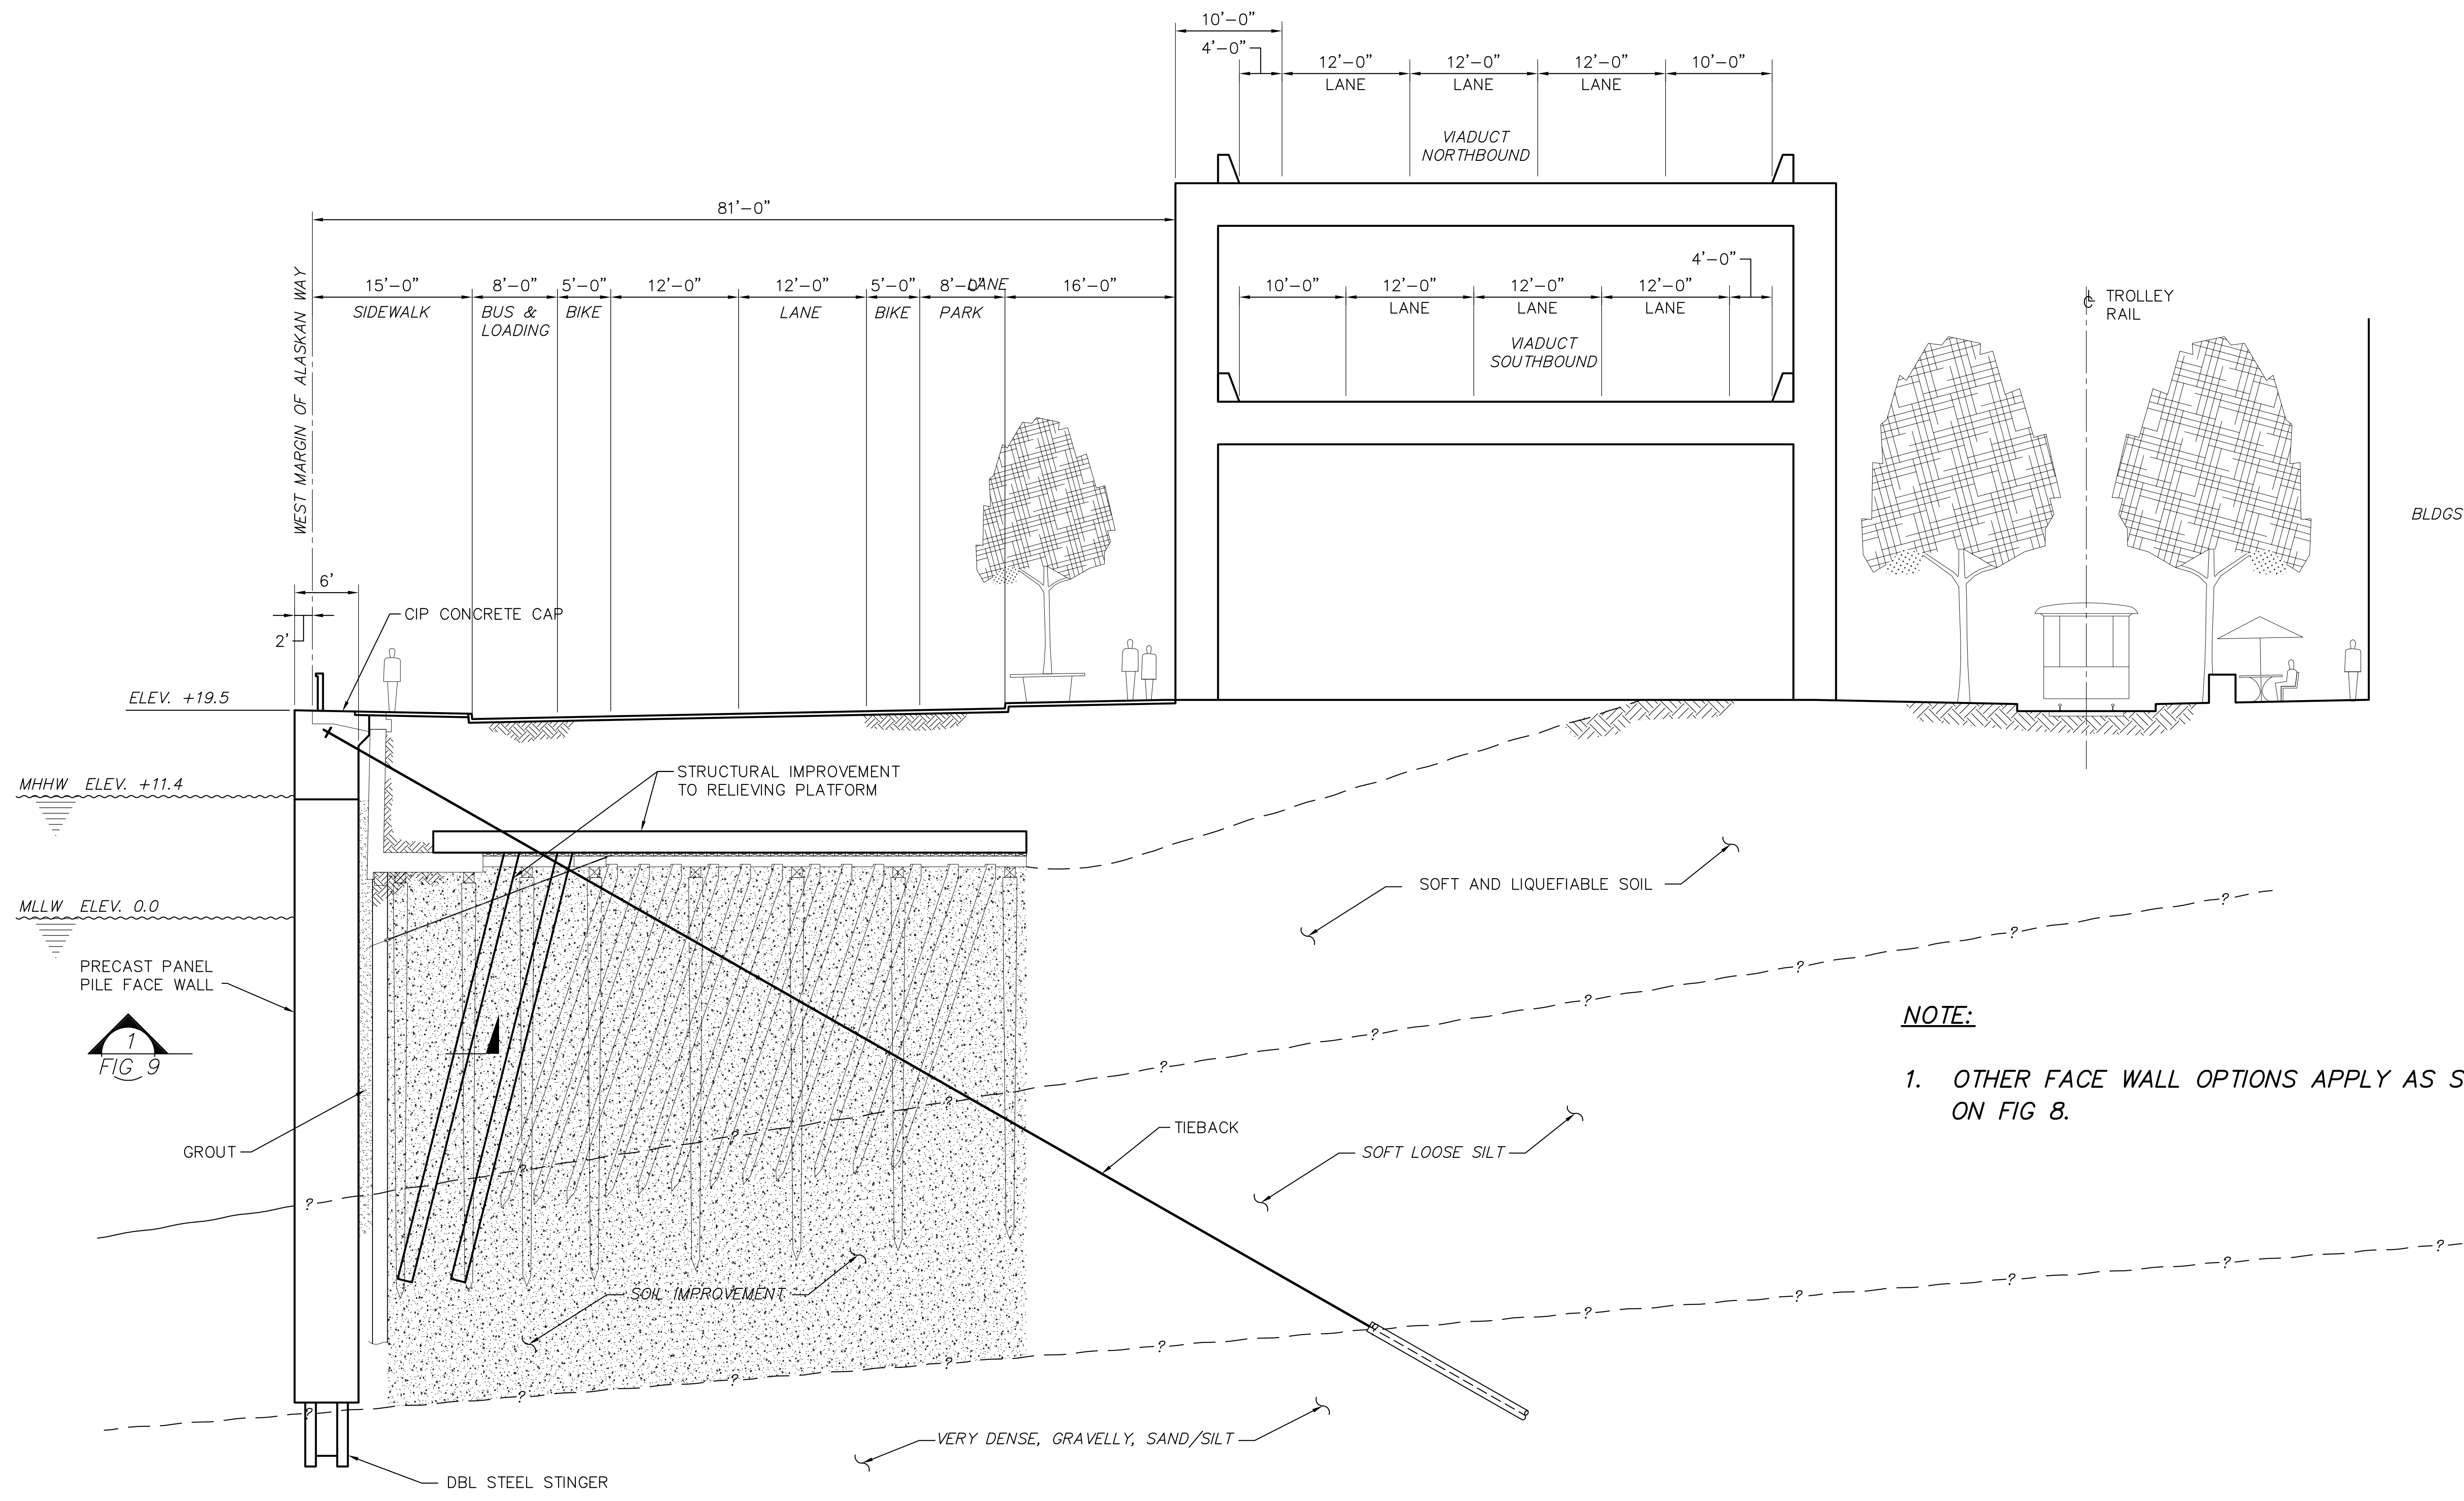 10'-0"
4'-0"
12'-0" 12'-0" 12'-0" 10'-0"
LANE LANE LANE
VIADUCT
NORTHBOUND
81'-0"
WEST MARGIN OF ALASKAN WAY
15'-0" 8'-0" 5'-0" 12'-0" 12'-0" 5'-0" 8'-0" LANE 16'-0"
SIDEWALK BUS & BIKE LANE BIKE PARK
LOADING
4'-0"
10'-0" 12'-0" 12'-0" 12'-0"
LANE LANE LANE
VIADUCT
SOUTHBOUND
℄ TROLLEY
RAIL
BLDGS
6'
CIP CONCRETE CAP
2'
ELEV. +19.5
STRUCTURAL IMPROVEMENT
TO RELIEVING PLATFORM
MHHW ELEV. +11.4
SOFT AND LIQUEFIABLE SOIL
MLLW ELEV. 0.0
PRECAST PANEL
PILE FACE WALL
1
FIG 9
NOTE:
1. OTHER FACE WALL OPTIONS APPLY AS S
ON FIG 8.
GROUT
TIEBACK
SOFT LOOSE SILT
? ? ? ? ? ? ? ? ? ?
SOIL IMPROVEMENT
? ? ? ? ? ? ? ? ? ? ?
VERY DENSE, GRAVELLY, SAND/SILT
DBL STEEL STINGER